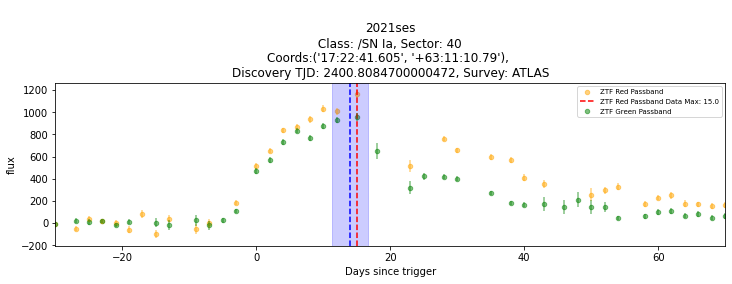 2021ses
Class: /SN Ia, Sector: 40
Coords:('17:22:41.605', '+63:11:10.79'),
Discovery TJD: 2400.8084700000472, Survey: ATLAS
ZTF Red Passband
ZTF Red Passband Data Max: 15.0
ZTF Green Passband
1200
1000
800
600
400
200
0
−200
flux
−20
0
20
40
60
Days since trigger